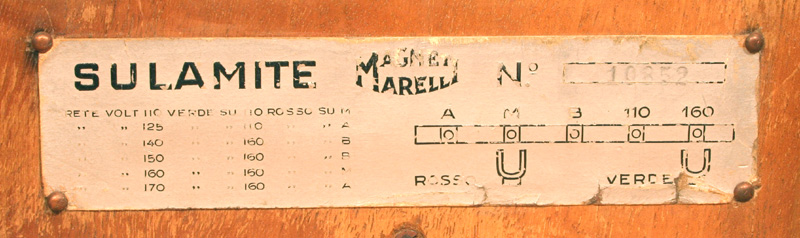 SULAMITE MAGNETI MARELLI N.° 10852
RETE VOLT 110 VERDE SU 110 ROSSO SU M
" " 125 " " 110 " " A
" " 140 " " 160 " " B
" " 150 " " 160 " " B
" " 160 " " 160 " " M
" " 170 " " 160 " " A
A M B 110 160
ROSSO VERDE